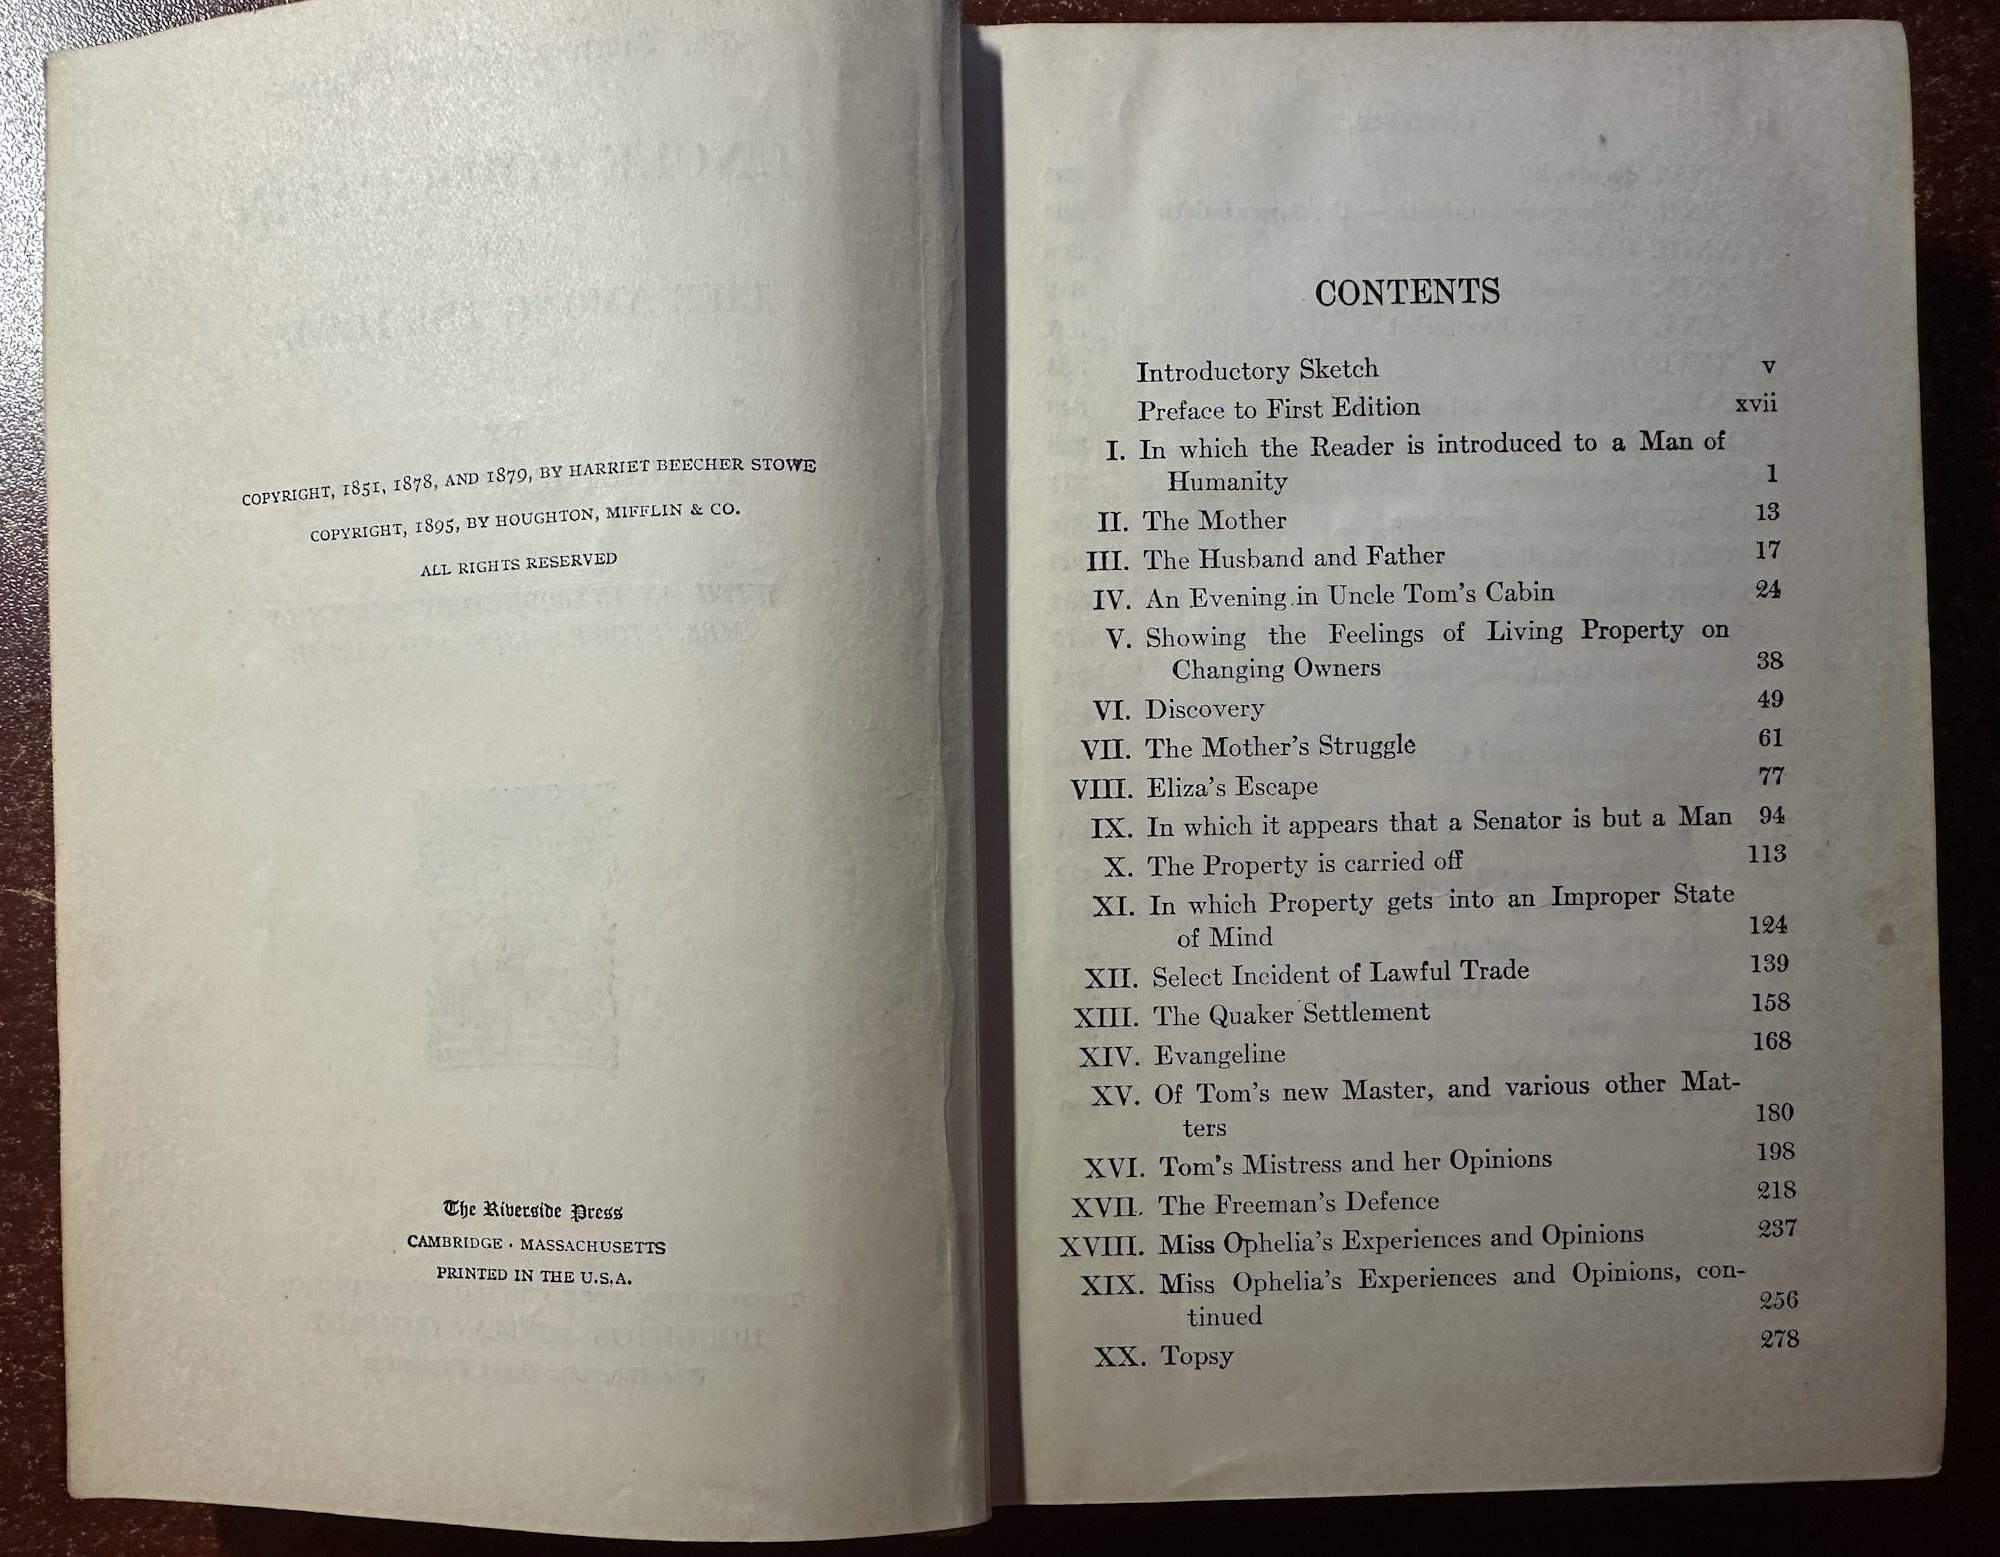 COPYRIGHT, 1851, 1878, AND 1879, BY HARRIET BEECHER STOWE
COPYRIGHT, 1895, BY HOUGHTON, MIFFLIN & CO.
ALL RIGHTS RESERVED
The Riverside Press
CAMBRIDGE · MASSACHUSETTS
PRINTED IN THE U.S.A.
CONTENTS
Introductory Sketch v
Preface to First Edition xvii
I. In which the Reader is introduced to a Man of
Humanity 1
II. The Mother 13
III. The Husband and Father 17
IV. An Evening in Uncle Tom's Cabin 24
V. Showing the Feelings of Living Property on
Changing Owners 38
VI. Discovery 49
VII. The Mother's Struggle 61
VIII. Eliza's Escape 77
IX. In which it appears that a Senator is but a Man 94
X. The Property is carried off 113
XI. In which Property gets into an Improper State
of Mind 124
XII. Select Incident of Lawful Trade 139
XIII. The Quaker Settlement 158
XIV. Evangeline 168
XV. Of Tom's new Master, and various other Mat-
ters 180
XVI. Tom's Mistress and her Opinions 198
XVII. The Freeman's Defence 218
XVIII. Miss Ophelia's Experiences and Opinions 237
XIX. Miss Ophelia's Experiences and Opinions, con-
tinued 256
XX. Topsy 278